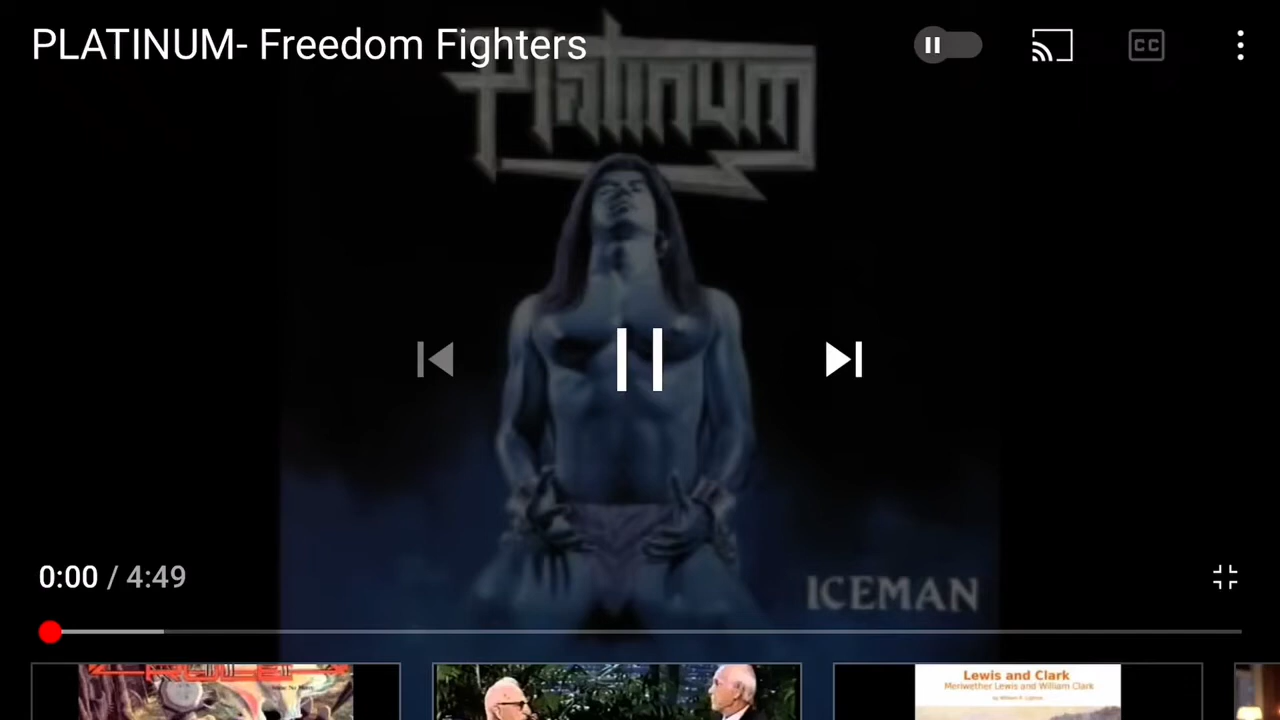 PLATINUM- Freedom Fighters
CC
Platinum
ICEMAN
0:00 / 4:49
Lewis and Clark
Meriwether Lewis and William Clark